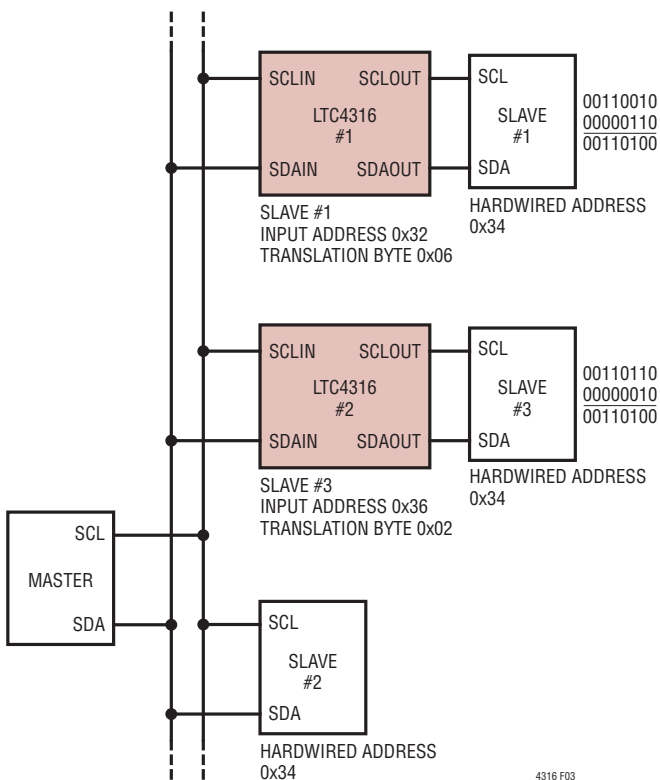 SCLIN SCLOUT
LTC4316
#1
SDAIN SDAOUT
SCL
SLAVE
#1
SDA
00110010
00000110
00110100
SLAVE #1
INPUT ADDRESS 0x32
TRANSLATION BYTE 0x06
HARDWIRED ADDRESS
0x34
SCLIN SCLOUT
LTC4316
#2
SDAIN SDAOUT
SCL
SLAVE
#3
SDA
00110110
00000010
00110100
SLAVE #3
INPUT ADDRESS 0x36
TRANSLATION BYTE 0x02
HARDWIRED ADDRESS
0x34
SCL
MASTER
SDA
SCL
SLAVE
#2
SDA
HARDWIRED ADDRESS
0x34
4316 F03